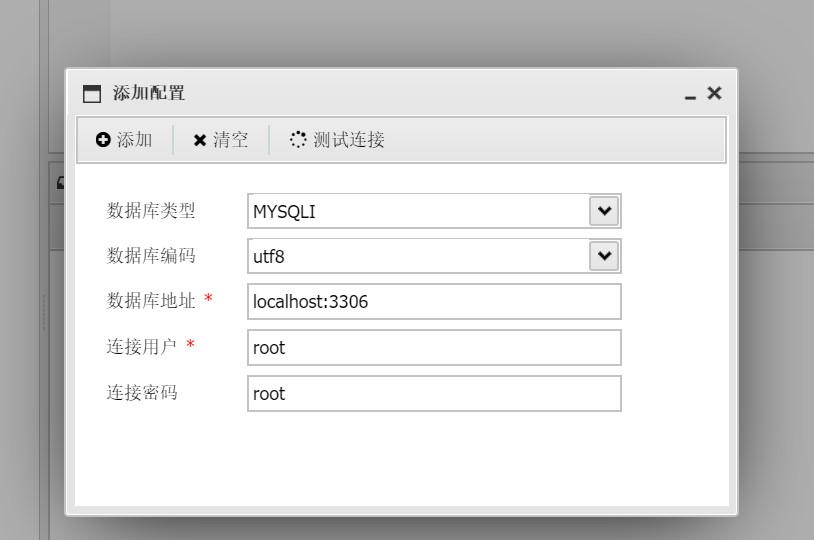 添加配置
添加 清空 测试连接
数据库类型 MYSQLI
数据库编码 utf8
数据库地址 * localhost:3306
连接用户 * root
连接密码 root